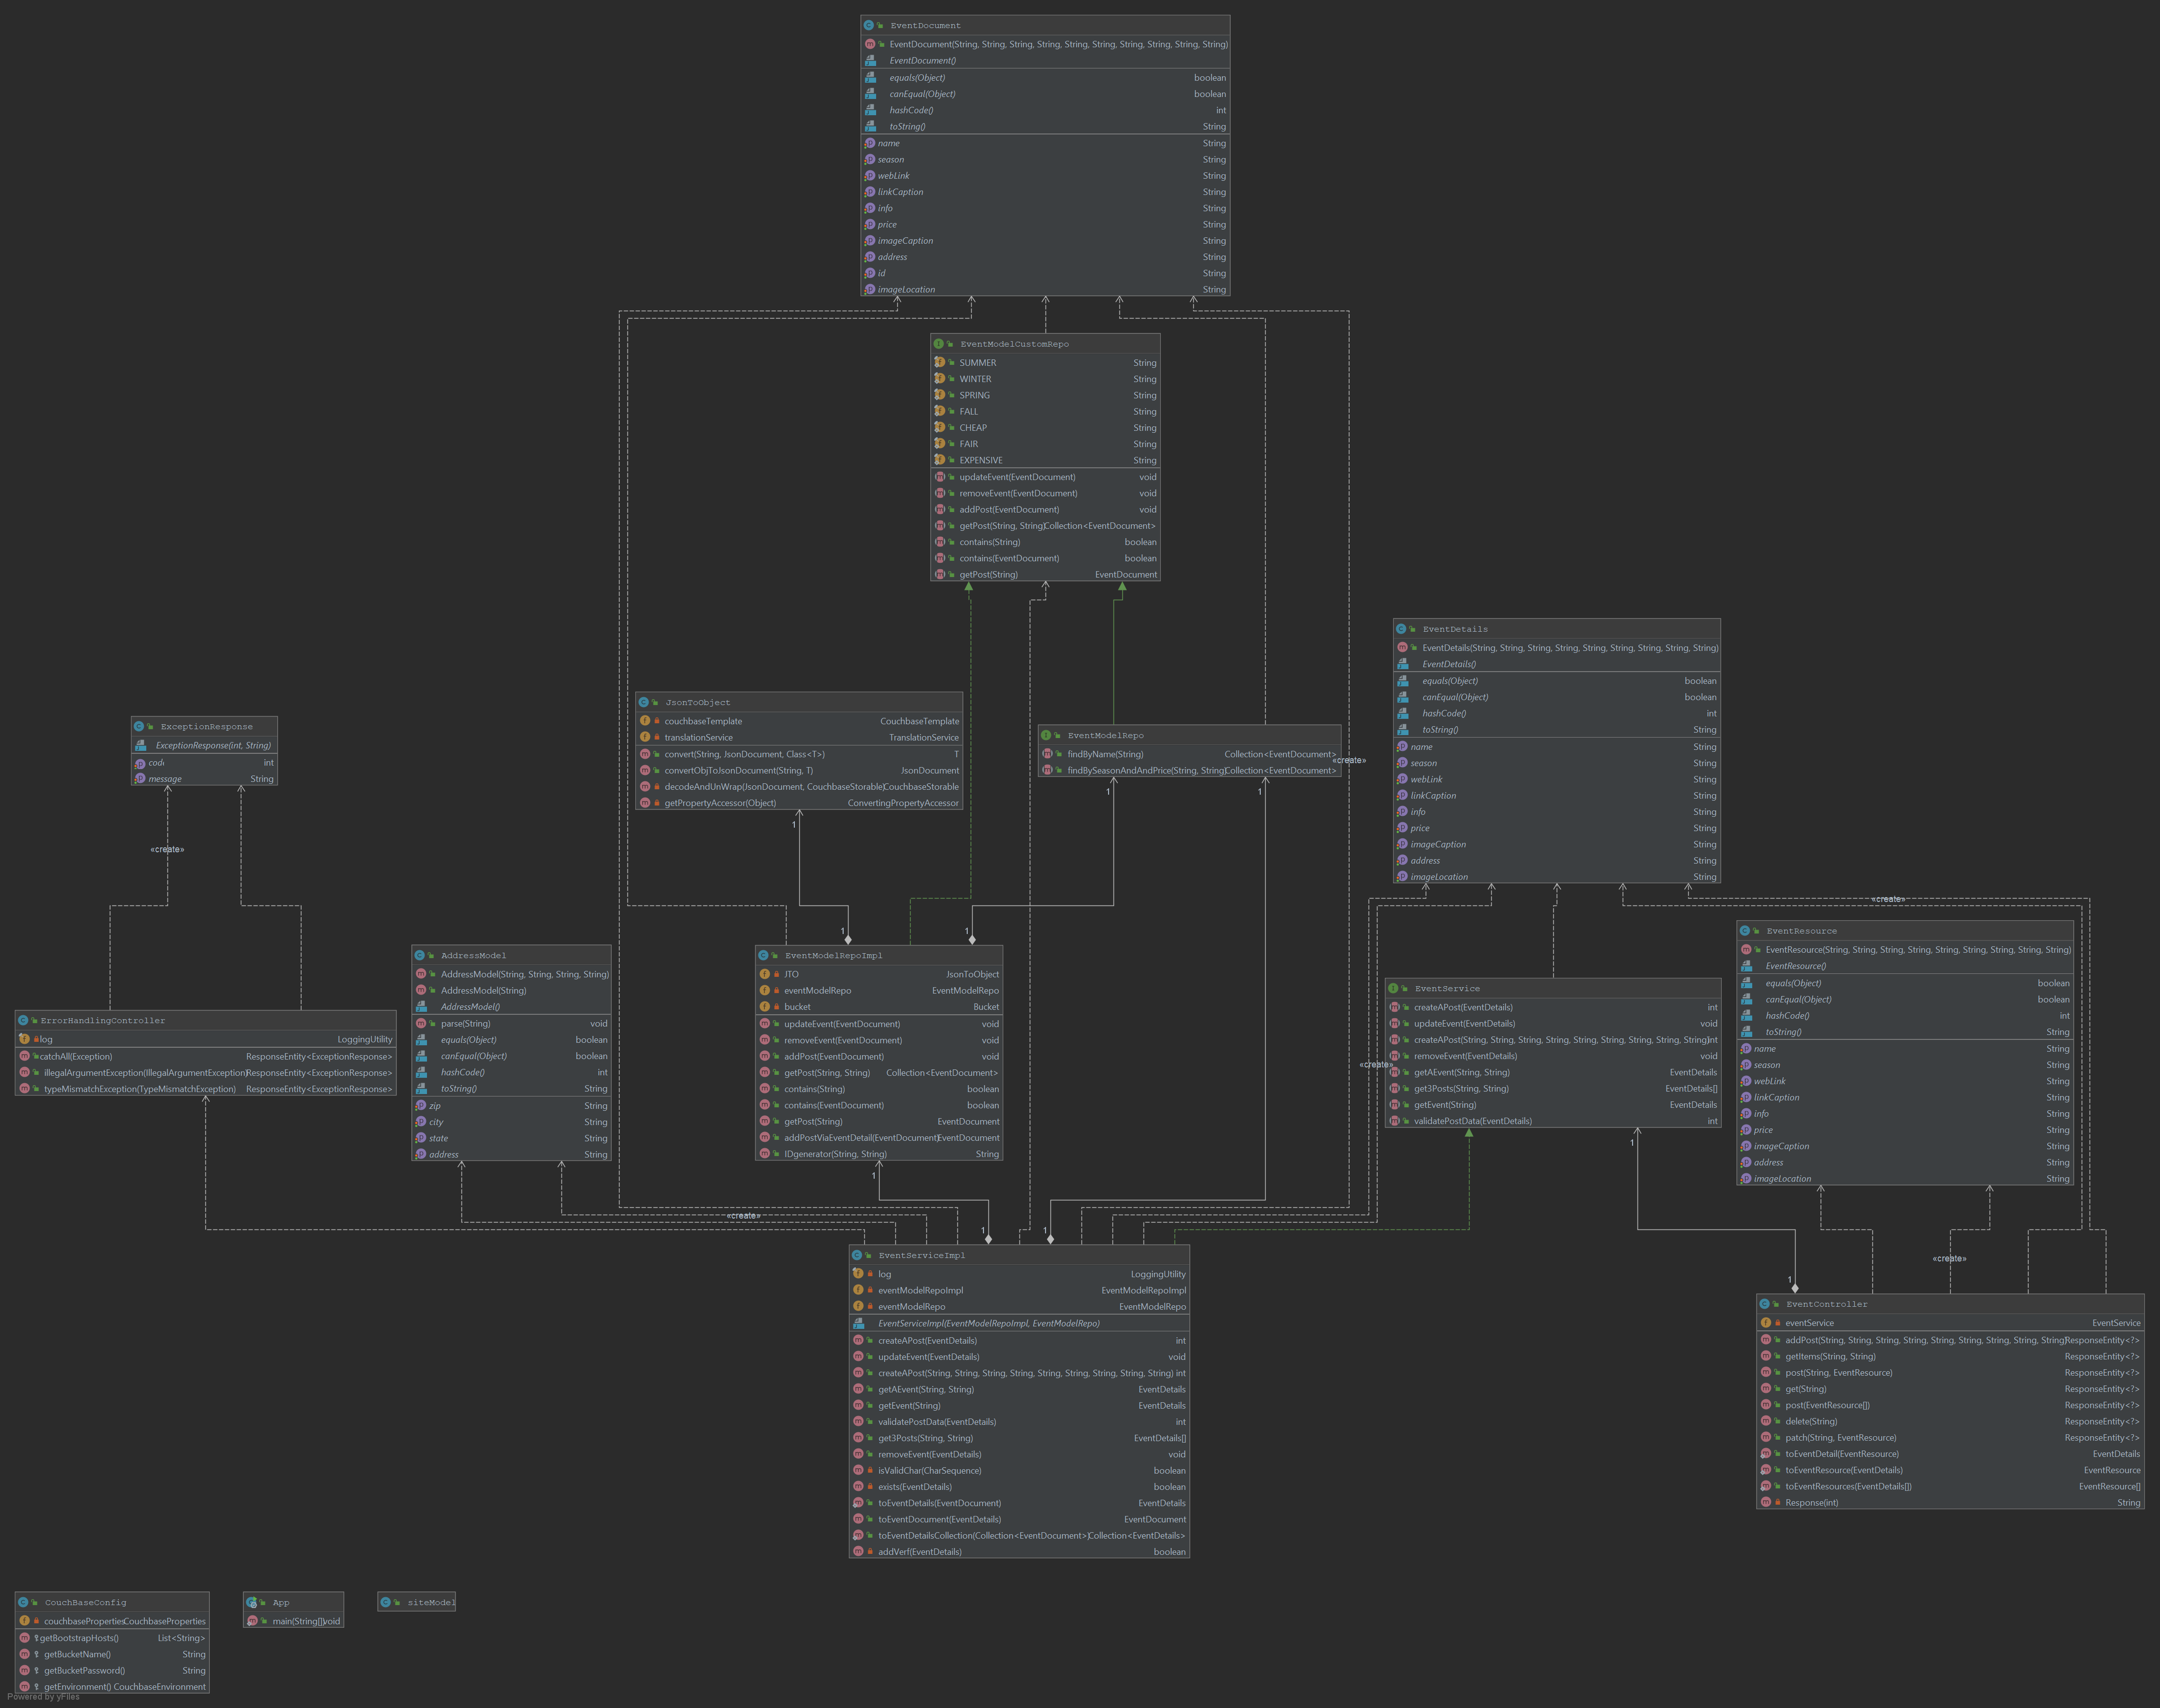 EventDocument
EventDocument(String, String, String, String, String, String, String, String, String, String)
EventDocument()
equals(Object) boolean
canEqual(Object) boolean
hashCode() int
toString() String
name String
season String
webLink String
linkCaption String
info String
price String
imageCaption String
address String
id String
imageLocation String
EventModelCustomRepo
SUMMER String
WINTER String
SPRING String
FALL String
CHEAP String
FAIR String
EXPENSIVE String
updateEvent(EventDocument) void
removeEvent(EventDocument) void
addPost(EventDocument) void
getPost(String, String) Collection<EventDocument>
contains(String) boolean
contains(EventDocument) boolean
getPost(String) EventDocument
EventDetails
EventDetails(String, String, String, String, String, String, String, String, String)
EventDetails()
equals(Object) boolean
canEqual(Object) boolean
hashCode() int
toString() String
name String
season String
webLink String
linkCaption String
info String
price String
imageCaption String
address String
imageLocation String
JsonToObject
couchbaseTemplate CouchbaseTemplate
translationService TranslationService
convert(String, JsonDocument, Class<T>) T
convertObjToJsonDocument(String, T) JsonDocument
decodeAndUnWrap(JsonDocument, CouchbaseStorable) CouchbaseStorable
getPropertyAccessor(Object) ConvertingPropertyAccessor
EventModelRepo
findByName(String) Collection<EventDocument>
findBySeasonAndAndPrice(String, String) Collection<EventDocument>
«create»
1
1
1
ExceptionResponse
ExceptionResponse(int, String)
code int
message String
«create»
«create»
1
1
EventResource
EventResource(String, String, String, String, String, String, String, String, String)
EventResource()
equals(Object) boolean
canEqual(Object) boolean
hashCode() int
toString() String
name String
season String
webLink String
linkCaption String
info String
price String
imageCaption String
address String
imageLocation String
AddressModel
AddressModel(String, String, String, String)
AddressModel(String)
AddressModel()
parse(String) void
equals(Object) boolean
canEqual(Object) boolean
hashCode() int
toString() String
zip String
city String
state String
address String
EventModelRepoImpl
JTO JsonToObject
eventModelRepo EventModelRepo
bucket Bucket
updateEvent(EventDocument) void
removeEvent(EventDocument) void
addPost(EventDocument) void
getPost(String, String) Collection<EventDocument>
contains(String) boolean
contains(EventDocument) boolean
getPost(String) EventDocument
addPostViaEventDetail(EventDocument) EventDocument
IDgenerator(String, String) String
EventService
createAPost(EventDetails) int
updateEvent(EventDetails) void
createAPost(String, String, String, String, String, String, String, String, String) int
removeEvent(EventDetails) void
getAEvent(String, String) EventDetails
get3Posts(String, String) EventDetails[]
getEvent(String) EventDetails
validatePostData(EventDetails) int
«create»
ErrorHandlingController
log LoggingUtility
catchAll(Exception) ResponseEntity<ExceptionResponse>
illegalArgumentException(IllegalArgumentException) ResponseEntity<ExceptionResponse>
typeMismatchException(TypeMismatchException) ResponseEntity<ExceptionResponse>
1
1
«create»
1
1
«create»
1
EventServiceImpl
log LoggingUtility
eventModelRepoImpl EventModelRepoImpl
eventModelRepo EventModelRepo
EventServiceImpl(EventModelRepoImpl, EventModelRepo)
createAPost(EventDetails) int
updateEvent(EventDetails) void
createAPost(String, String, String, String, String, String, String, String, String) int
getAEvent(String, String) EventDetails
getEvent(String) EventDetails
validatePostData(EventDetails) int
get3Posts(String, String) EventDetails[]
removeEvent(EventDetails) void
isValidChar(CharSequence) boolean
exists(EventDetails) boolean
toEventDetails(EventDocument) EventDetails
toEventDocument(EventDetails) EventDocument
toEventDetailsCollection(Collection<EventDocument>) Collection<EventDetails>
addVerf(EventDetails) boolean
EventController
eventService EventService
addPost(String, String, String, String, String, String, String, String, String) ResponseEntity<?>
getItems(String, String) ResponseEntity<?>
post(String, EventResource) ResponseEntity<?>
get(String) ResponseEntity<?>
post(EventResource[]) ResponseEntity<?>
delete(String) ResponseEntity<?>
patch(String, EventResource) ResponseEntity<?>
toEventDetail(EventResource) EventDetails
toEventResource(EventDetails) EventResource
toEventResources(EventDetails[]) EventResource[]
Response(int) String
CouchBaseConfig
couchbaseProperties CouchbaseProperties
getBootstrapHosts() List<String>
getBucketName() String
getBucketPassword() String
getEnvironment() CouchbaseEnvironment
App
main(String[]) void
siteModel
Powered by yFiles